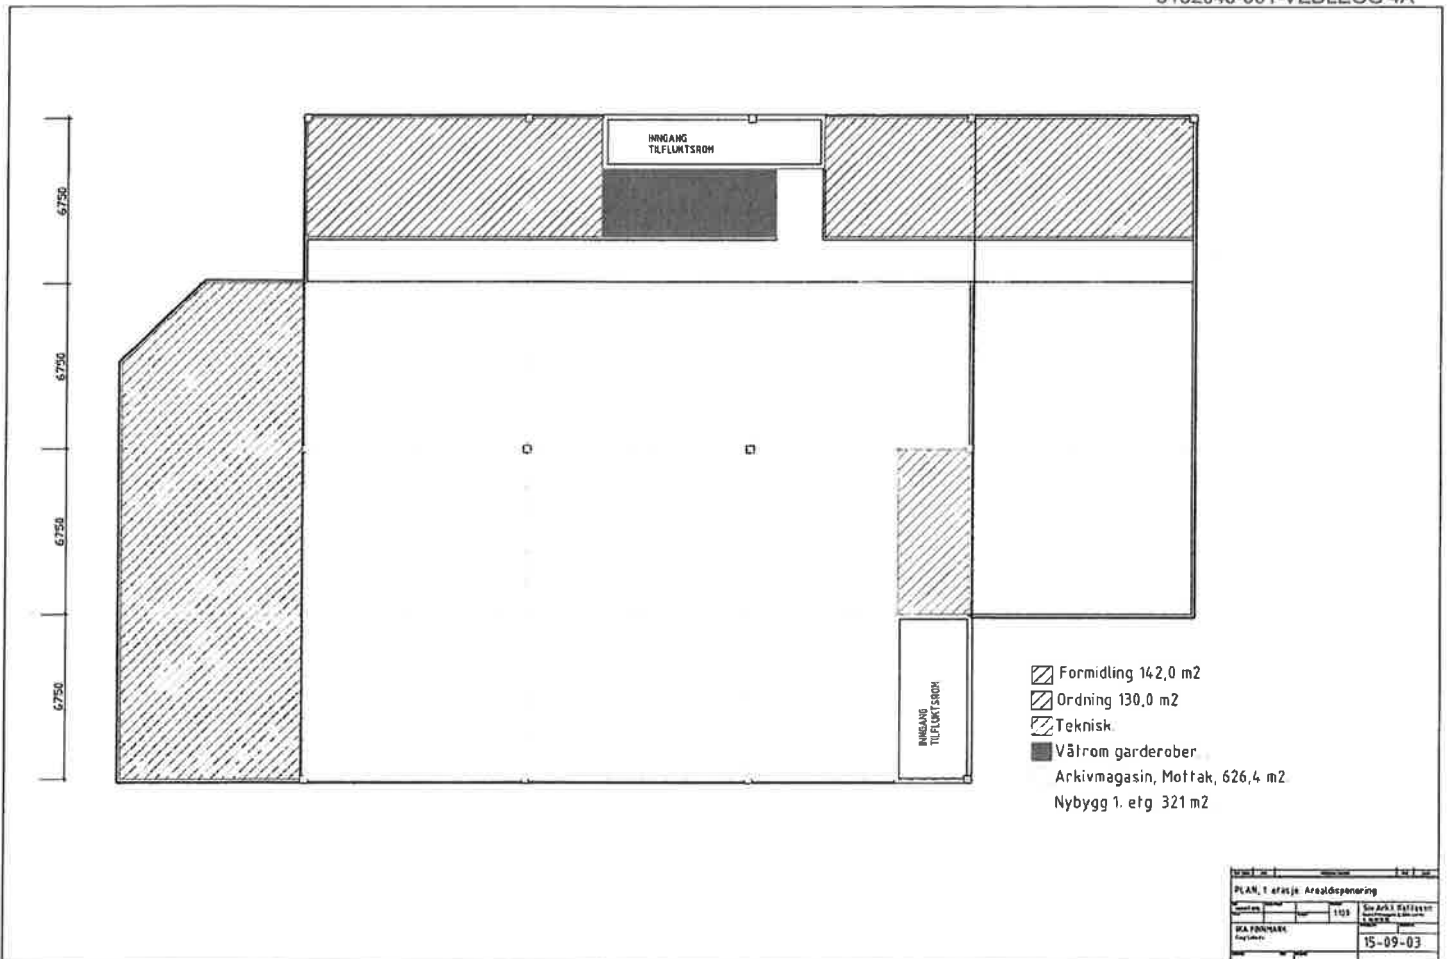 INNGANG
TILFLUKTSROM
6750
6750
6750
6750
INNGANG
TILFLUKTSROM
Formidling 142,0 m2
Ordning 130,0 m2
Teknisk
Våtrom garderober
Arkivmagasin, Mottak, 626,4 m2
Nybygg 1. etg 321 m2
PLAN, 1 etasje Arealdisponering
IKA FINNMARK
15-09-03